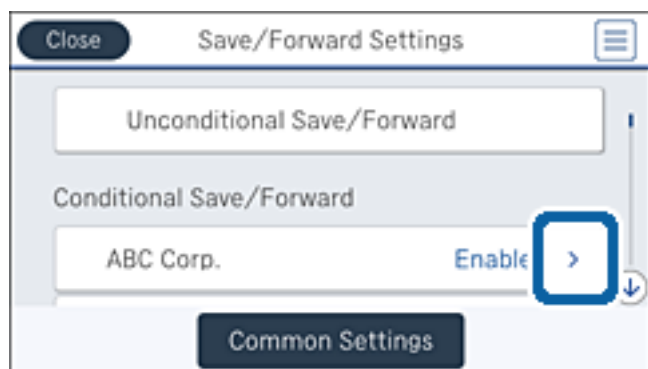 Close Save/Forward Settings
Unconditional Save/Forward
Conditional Save/Forward
ABC Corp. Enable >
Common Settings